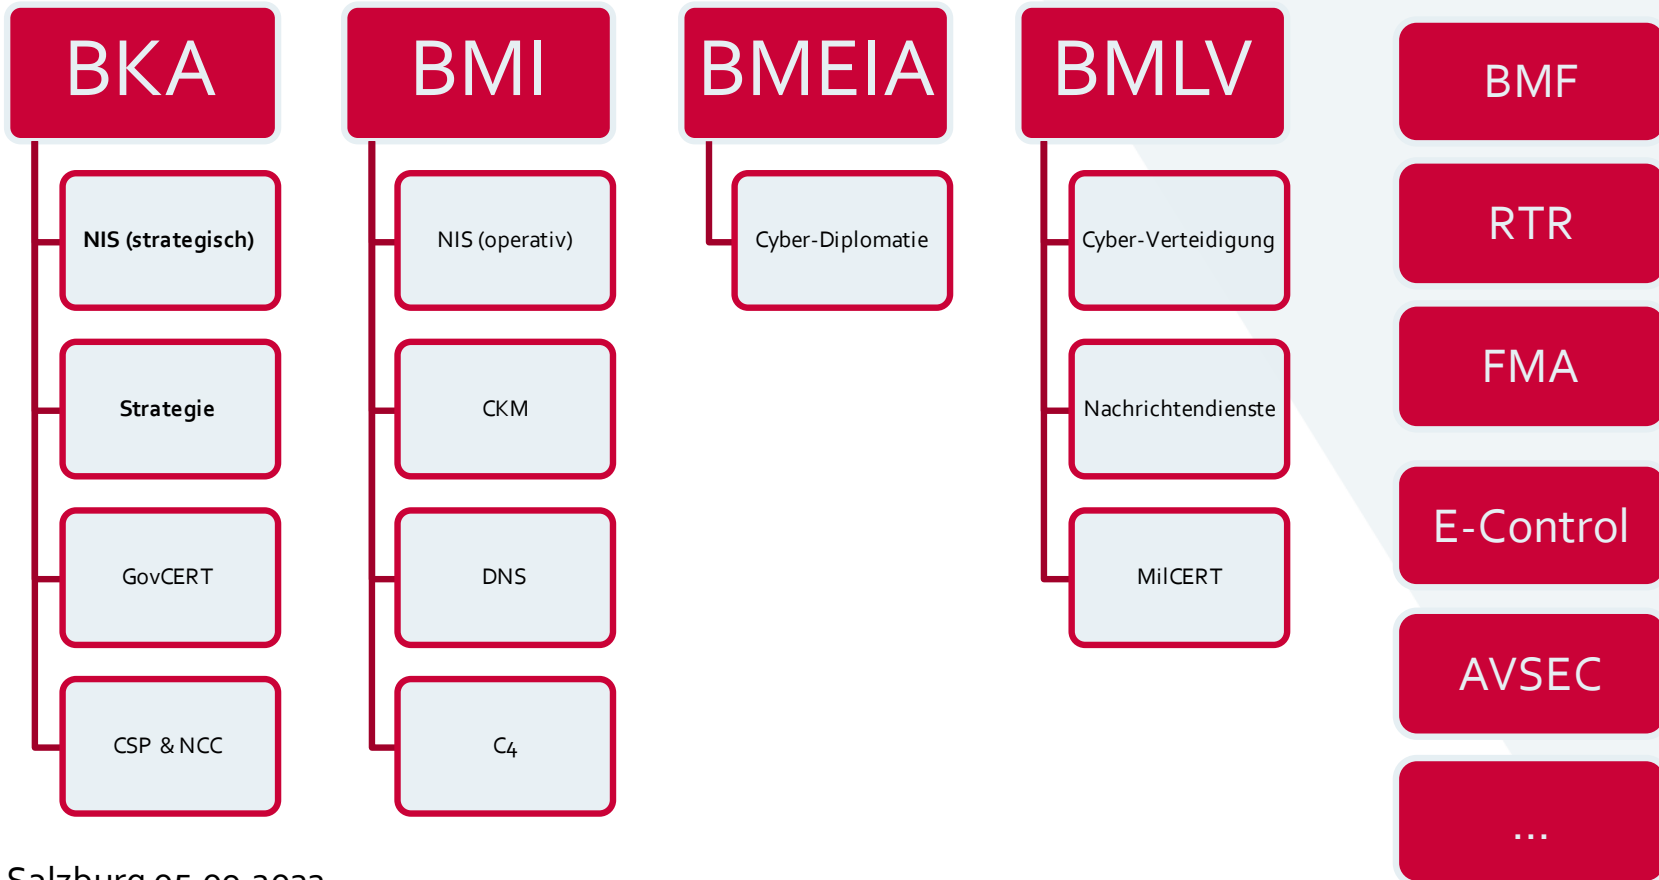 BKA
NIS (strategisch)
Strategie
GovCERT
CSP & NCC
BMI
NIS (operativ)
CKM
DNS
C4
BMEIA
Cyber-Diplomatie
BMLV
Cyber-Verteidigung
Nachrichtendienste
MilCERT
BMF
RTR
FMA
E-Control
AVSEC
...
Salzburg